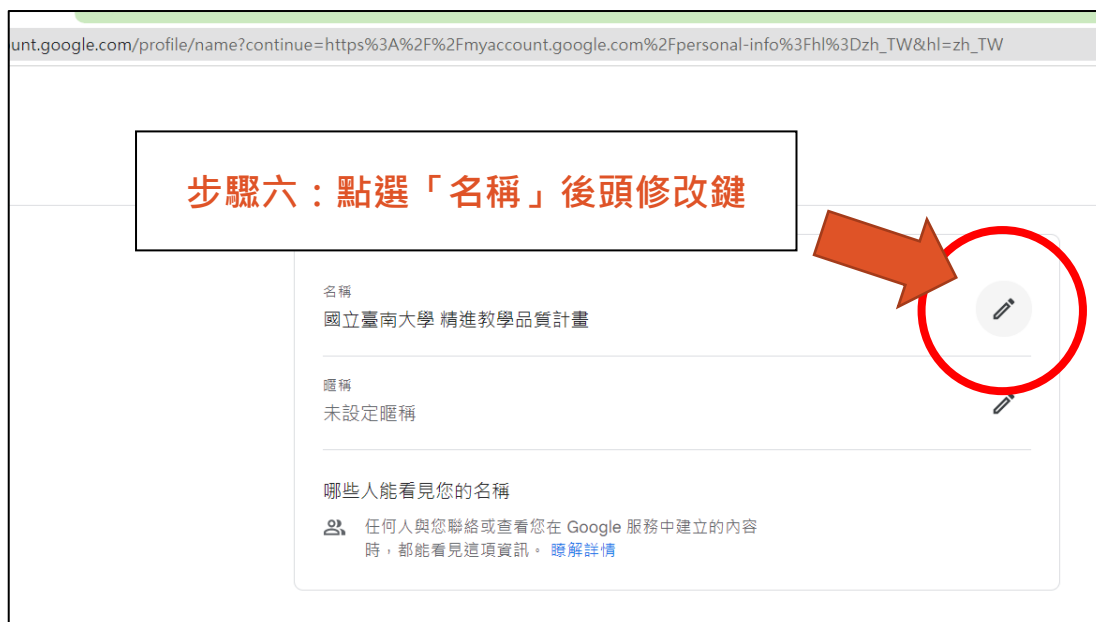 unt.google.com/profile/name?continue=https%3A%2F%2Fmyaccount.google.com%2Fpersonal-info%3Fhl%3Dzh_TW&hl=zh_TW
步驟六：點選「名稱」後頭修改鍵
名稱
國立臺南大學 精進教學品質計畫
暱稱
未設定暱稱
哪些人能看見您的名稱
任何人與您聯絡或查看您在 Google 服務中建立的內容
時，都能看見這項資訊。 瞭解詳情